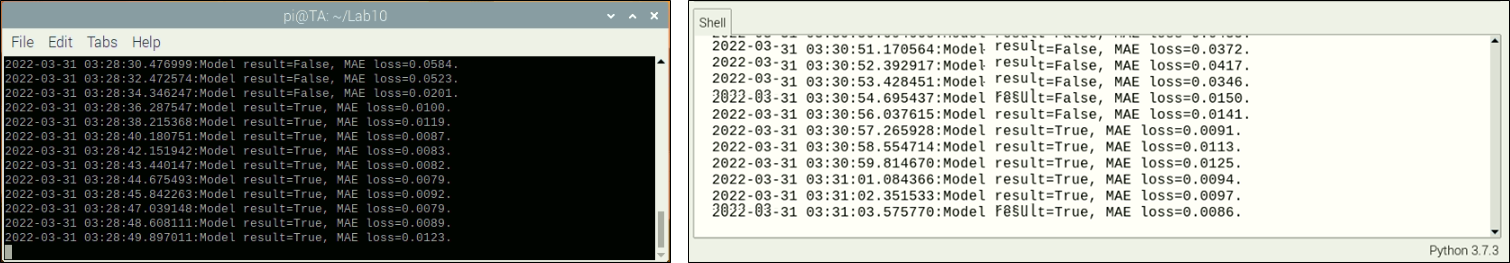 pi@TA: ~/Lab10
File Edit Tabs Help
2022-03-31 03:28:30.476999:Model result=False, MAE loss=0.0584.
2022-03-31 03:28:32.472574:Model result=False, MAE loss=0.0523.
2022-03-31 03:28:34.346247:Model result=False, MAE loss=0.0201.
2022-03-31 03:28:36.287547:Model result=True, MAE loss=0.0100.
2022-03-31 03:28:38.215368:Model result=True, MAE loss=0.0119.
2022-03-31 03:28:40.180751:Model result=True, MAE loss=0.0087.
2022-03-31 03:28:42.151942:Model result=True, MAE loss=0.0083.
2022-03-31 03:28:43.440147:Model result=True, MAE loss=0.0082.
2022-03-31 03:28:44.675493:Model result=True, MAE loss=0.0079.
2022-03-31 03:28:45.842263:Model result=True, MAE loss=0.0092.
2022-03-31 03:28:47.039148:Model result=True, MAE loss=0.0079.
2022-03-31 03:28:48.608111:Model result=True, MAE loss=0.0089.
2022-03-31 03:28:49.897011:Model result=True, MAE loss=0.0123.
Shell
2022-03-31 03:30:51.170564:Model result=False, MAE loss=0.0372.
2022-03-31 03:30:52.392917:Model result=False, MAE loss=0.0417.
2022-03-31 03:30:53.428451:Model result=False, MAE loss=0.0346.
2022-03-31 03:30:54.695437:Model result=False, MAE loss=0.0150.
2022-03-31 03:30:56.037615:Model result=False, MAE loss=0.0141.
2022-03-31 03:30:57.265928:Model result=True, MAE loss=0.0091.
2022-03-31 03:30:58.554714:Model result=True, MAE loss=0.0113.
2022-03-31 03:30:59.814670:Model result=True, MAE loss=0.0125.
2022-03-31 03:31:01.084366:Model result=True, MAE loss=0.0094.
2022-03-31 03:31:02.351533:Model result=True, MAE loss=0.0097.
2022-03-31 03:31:03.575770:Model result=True, MAE loss=0.0086.
Python 3.7.3